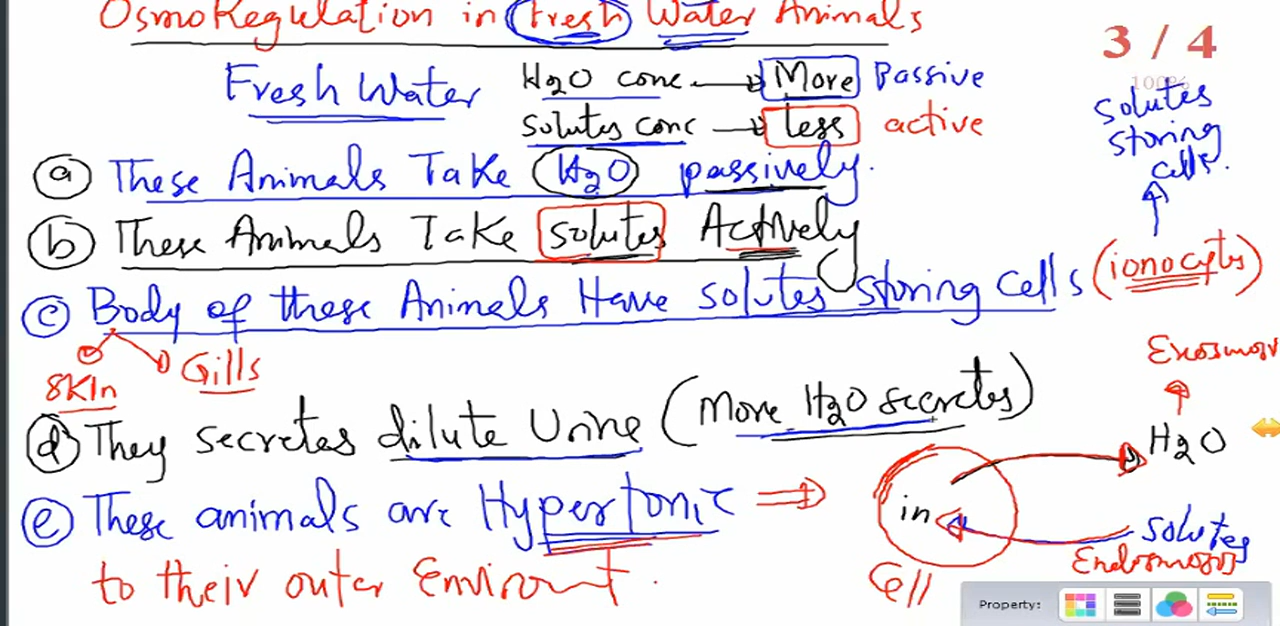 OsmoRegulation in Fresh Water Animals
3 / 4
100%
Fresh Water
H2O conc → More Passive
Solutes conc → less active
Solutes
storing
cells.
(a) These Animals Take H2O passively.
(b) These Animals Take solutes Actively
(c) Body of these Animals Have solutes storing cells (ionocyts)
Skin
Gills
Exosmosis
(d) They secretes dilute Urine (More H2O secretes)
H2O
(e) These animals are Hypertonic ⇒
in
solutes
Endosmosis
to their outer Environt.
Cell
Property: